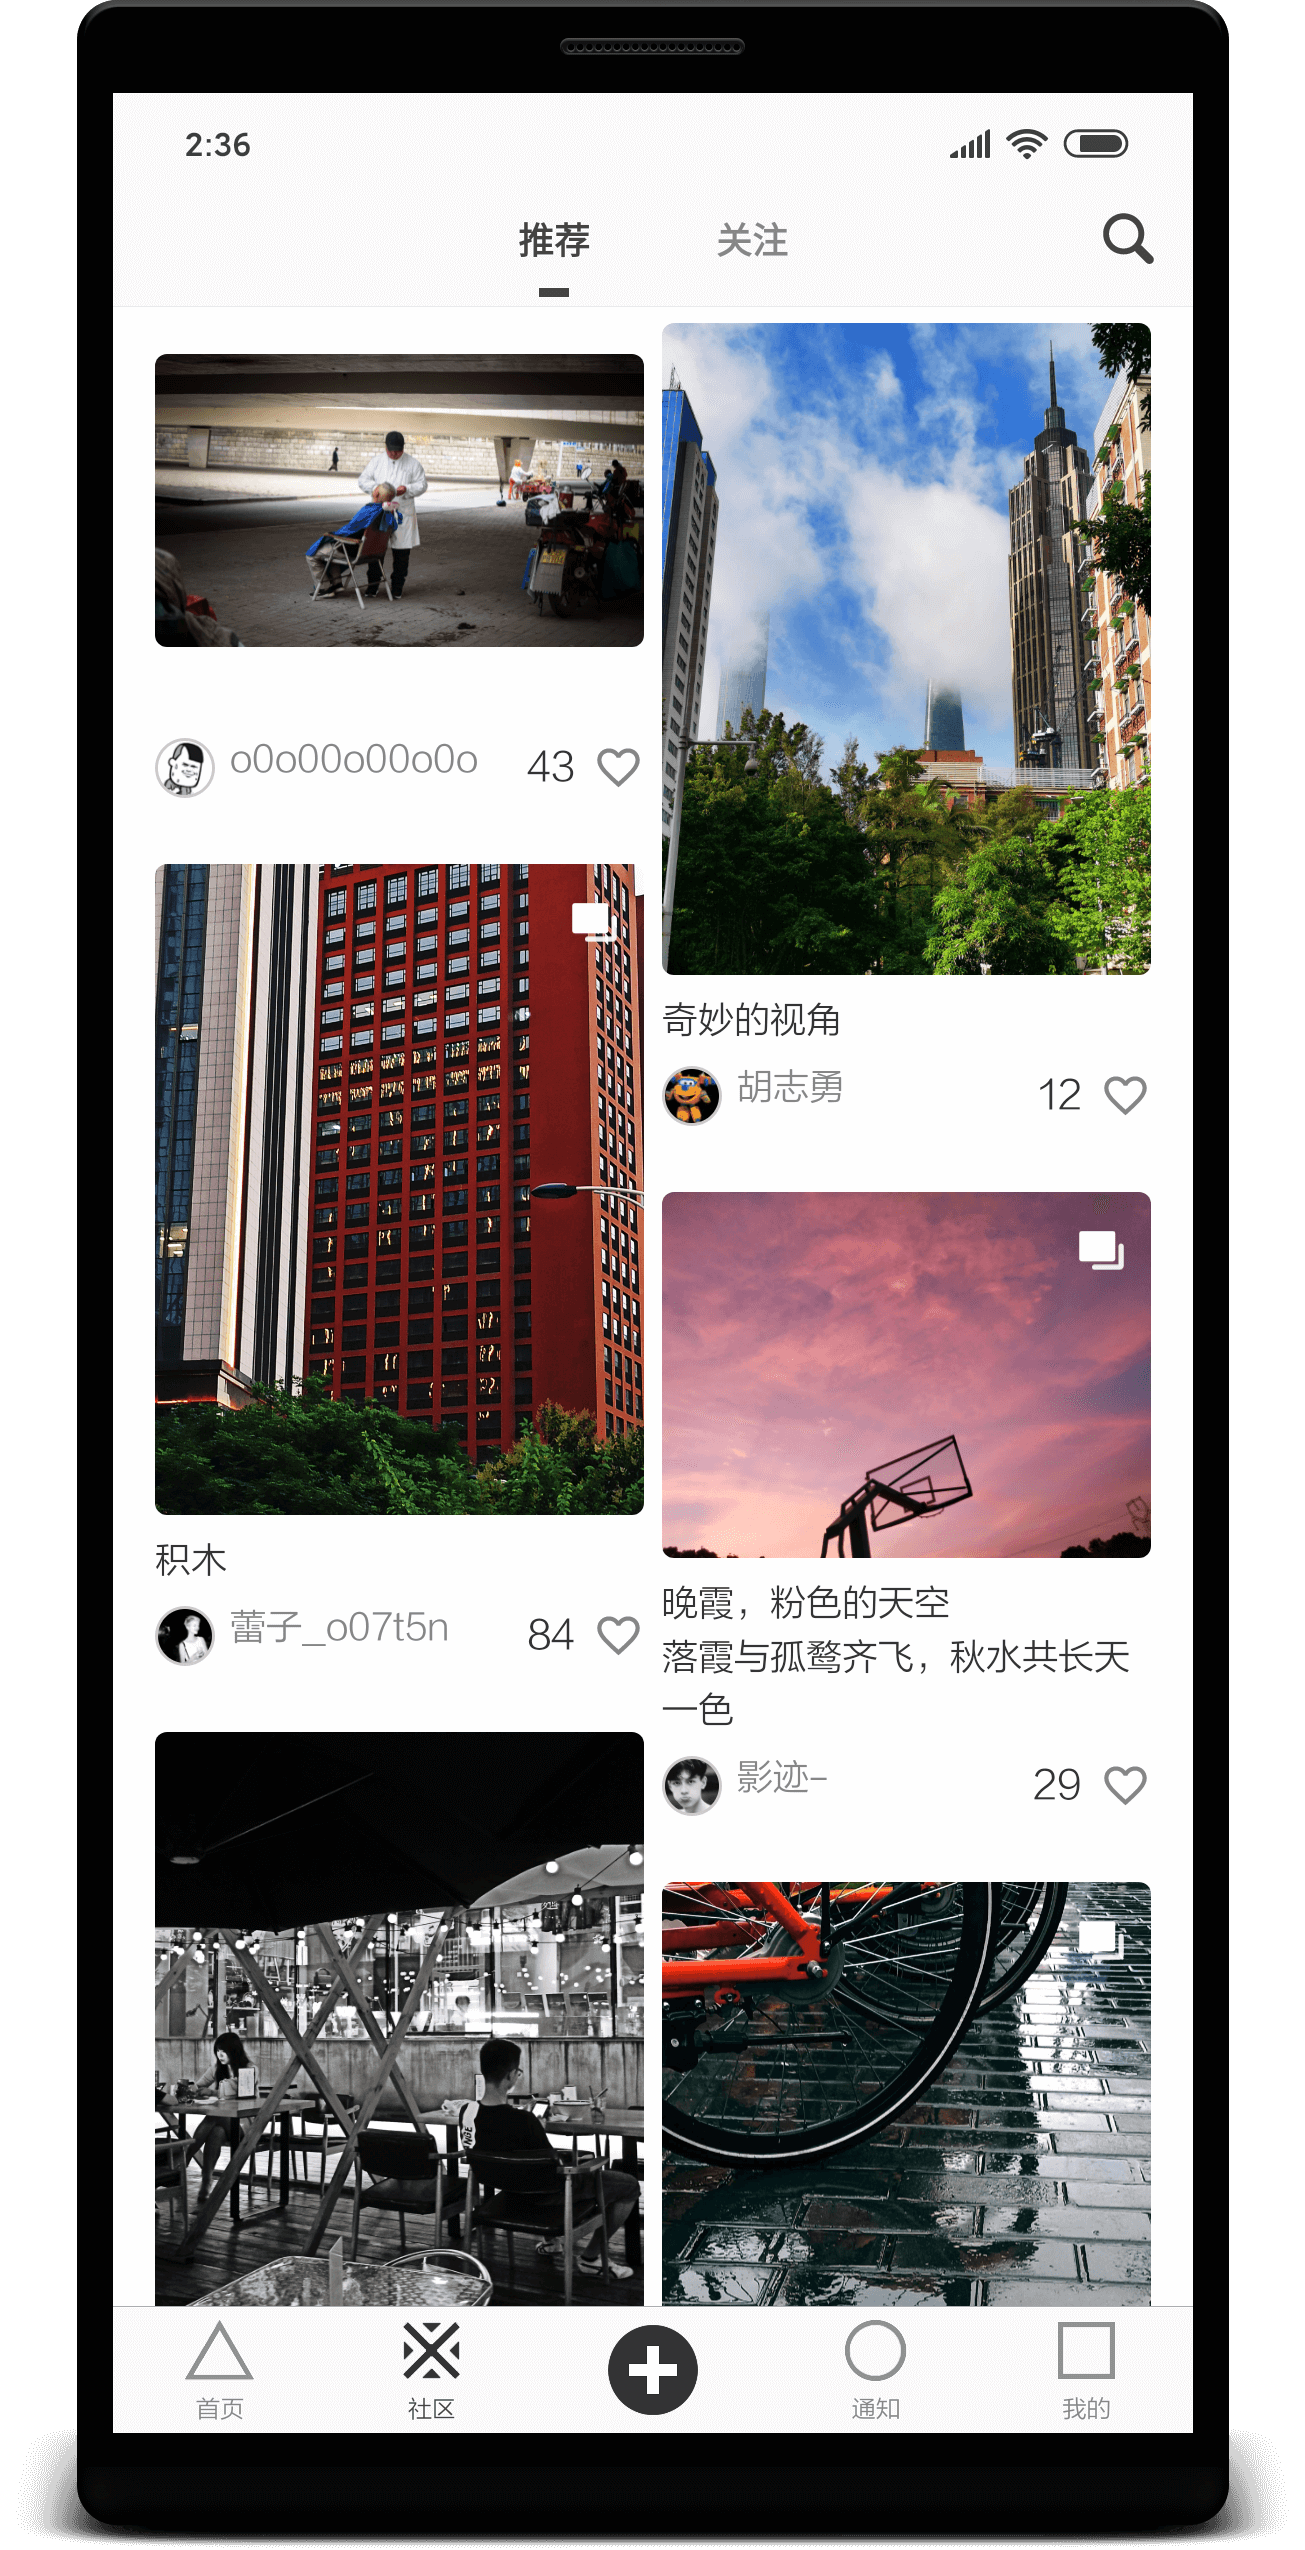 2:36
推荐
关注
o0o00o00o0o
43
奇妙的视角
胡志勇
12
积木
蕾子_o07t5n
84
晚霞，粉色的天空
落霞与孤鹜齐飞，秋水共长天
一色
影迹-
29
首页
社区
通知
我的